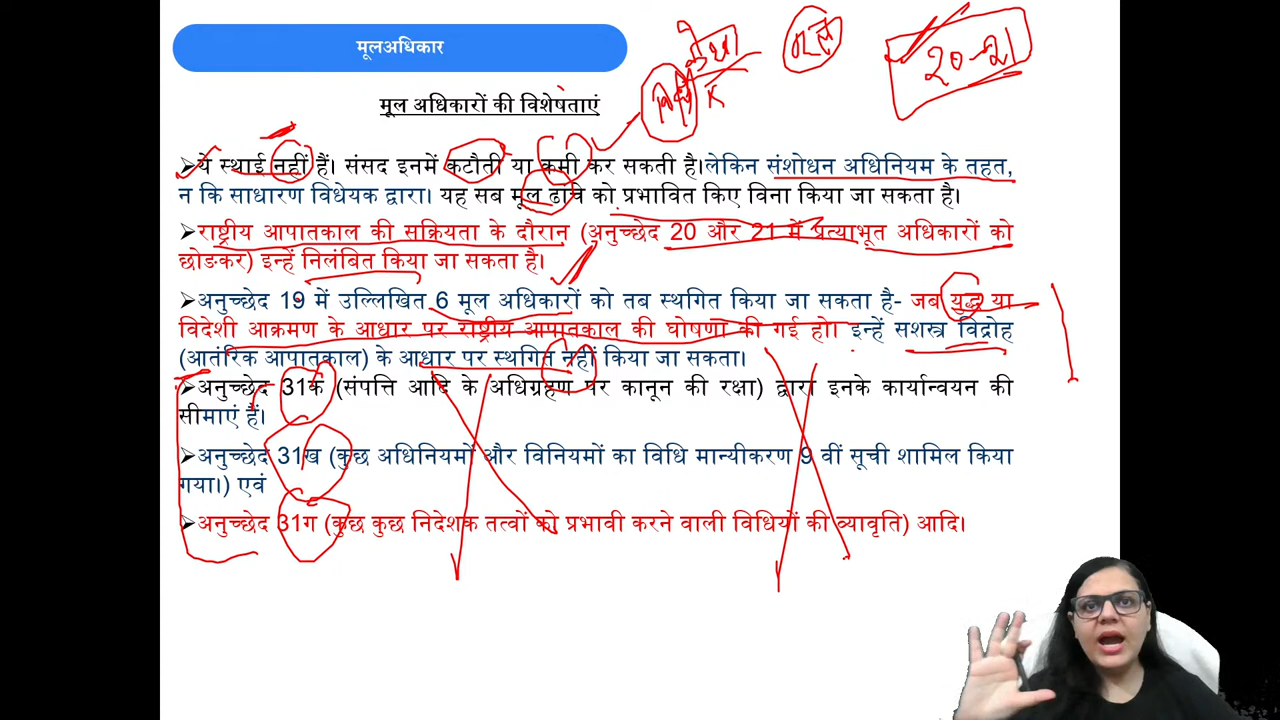 मूलअधिकार
मूल अधिकारों की विशेषताएं
विधेयक
20-21
➢ये स्थाई नहीं हैं। संसद इनमें कटौती या कमी कर सकती है।लेकिन संशोधन अधिनियम के तहत,
न कि साधारण विधेयक द्वारा। यह सब मूल ढांचे को प्रभावित किए विना किया जा सकता है।
➢राष्ट्रीय आपातकाल की सक्रियता के दौरान (अनुच्छेद 20 और 21 में प्रत्याभूत अधिकारों को
छोङकर) इन्हें निलंबित किया जा सकता है।
➢अनुच्छेद 19 में उल्लिखित 6 मूल अधिकारों को तब स्थगित किया जा सकता है- जब युद्ध या
विदेशी आक्रमण के आधार पर राष्ट्रीय आपातकाल की घोषणा की गई हो। इन्हें सशस्त्र विद्रोह
(आतंरिक आपातकाल) के आधार पर स्थगित नहीं किया जा सकता।
➢अनुच्छेद 31क (संपत्ति आदि के अधिग्रहण पर कानून की रक्षा) द्वारा इनके कार्यान्वयन की
सीमाएं हैं।
➢अनुच्छेद 31ख (कुछ अधिनियमों और विनियमों का विधि मान्यीकरण 9 वीं सूची शामिल किया
गया।) एवं
➢अनुच्छेद 31ग (कुछ कुछ निदेशक तत्वों को प्रभावी करने वाली विधियों की व्यावृति) आदि।